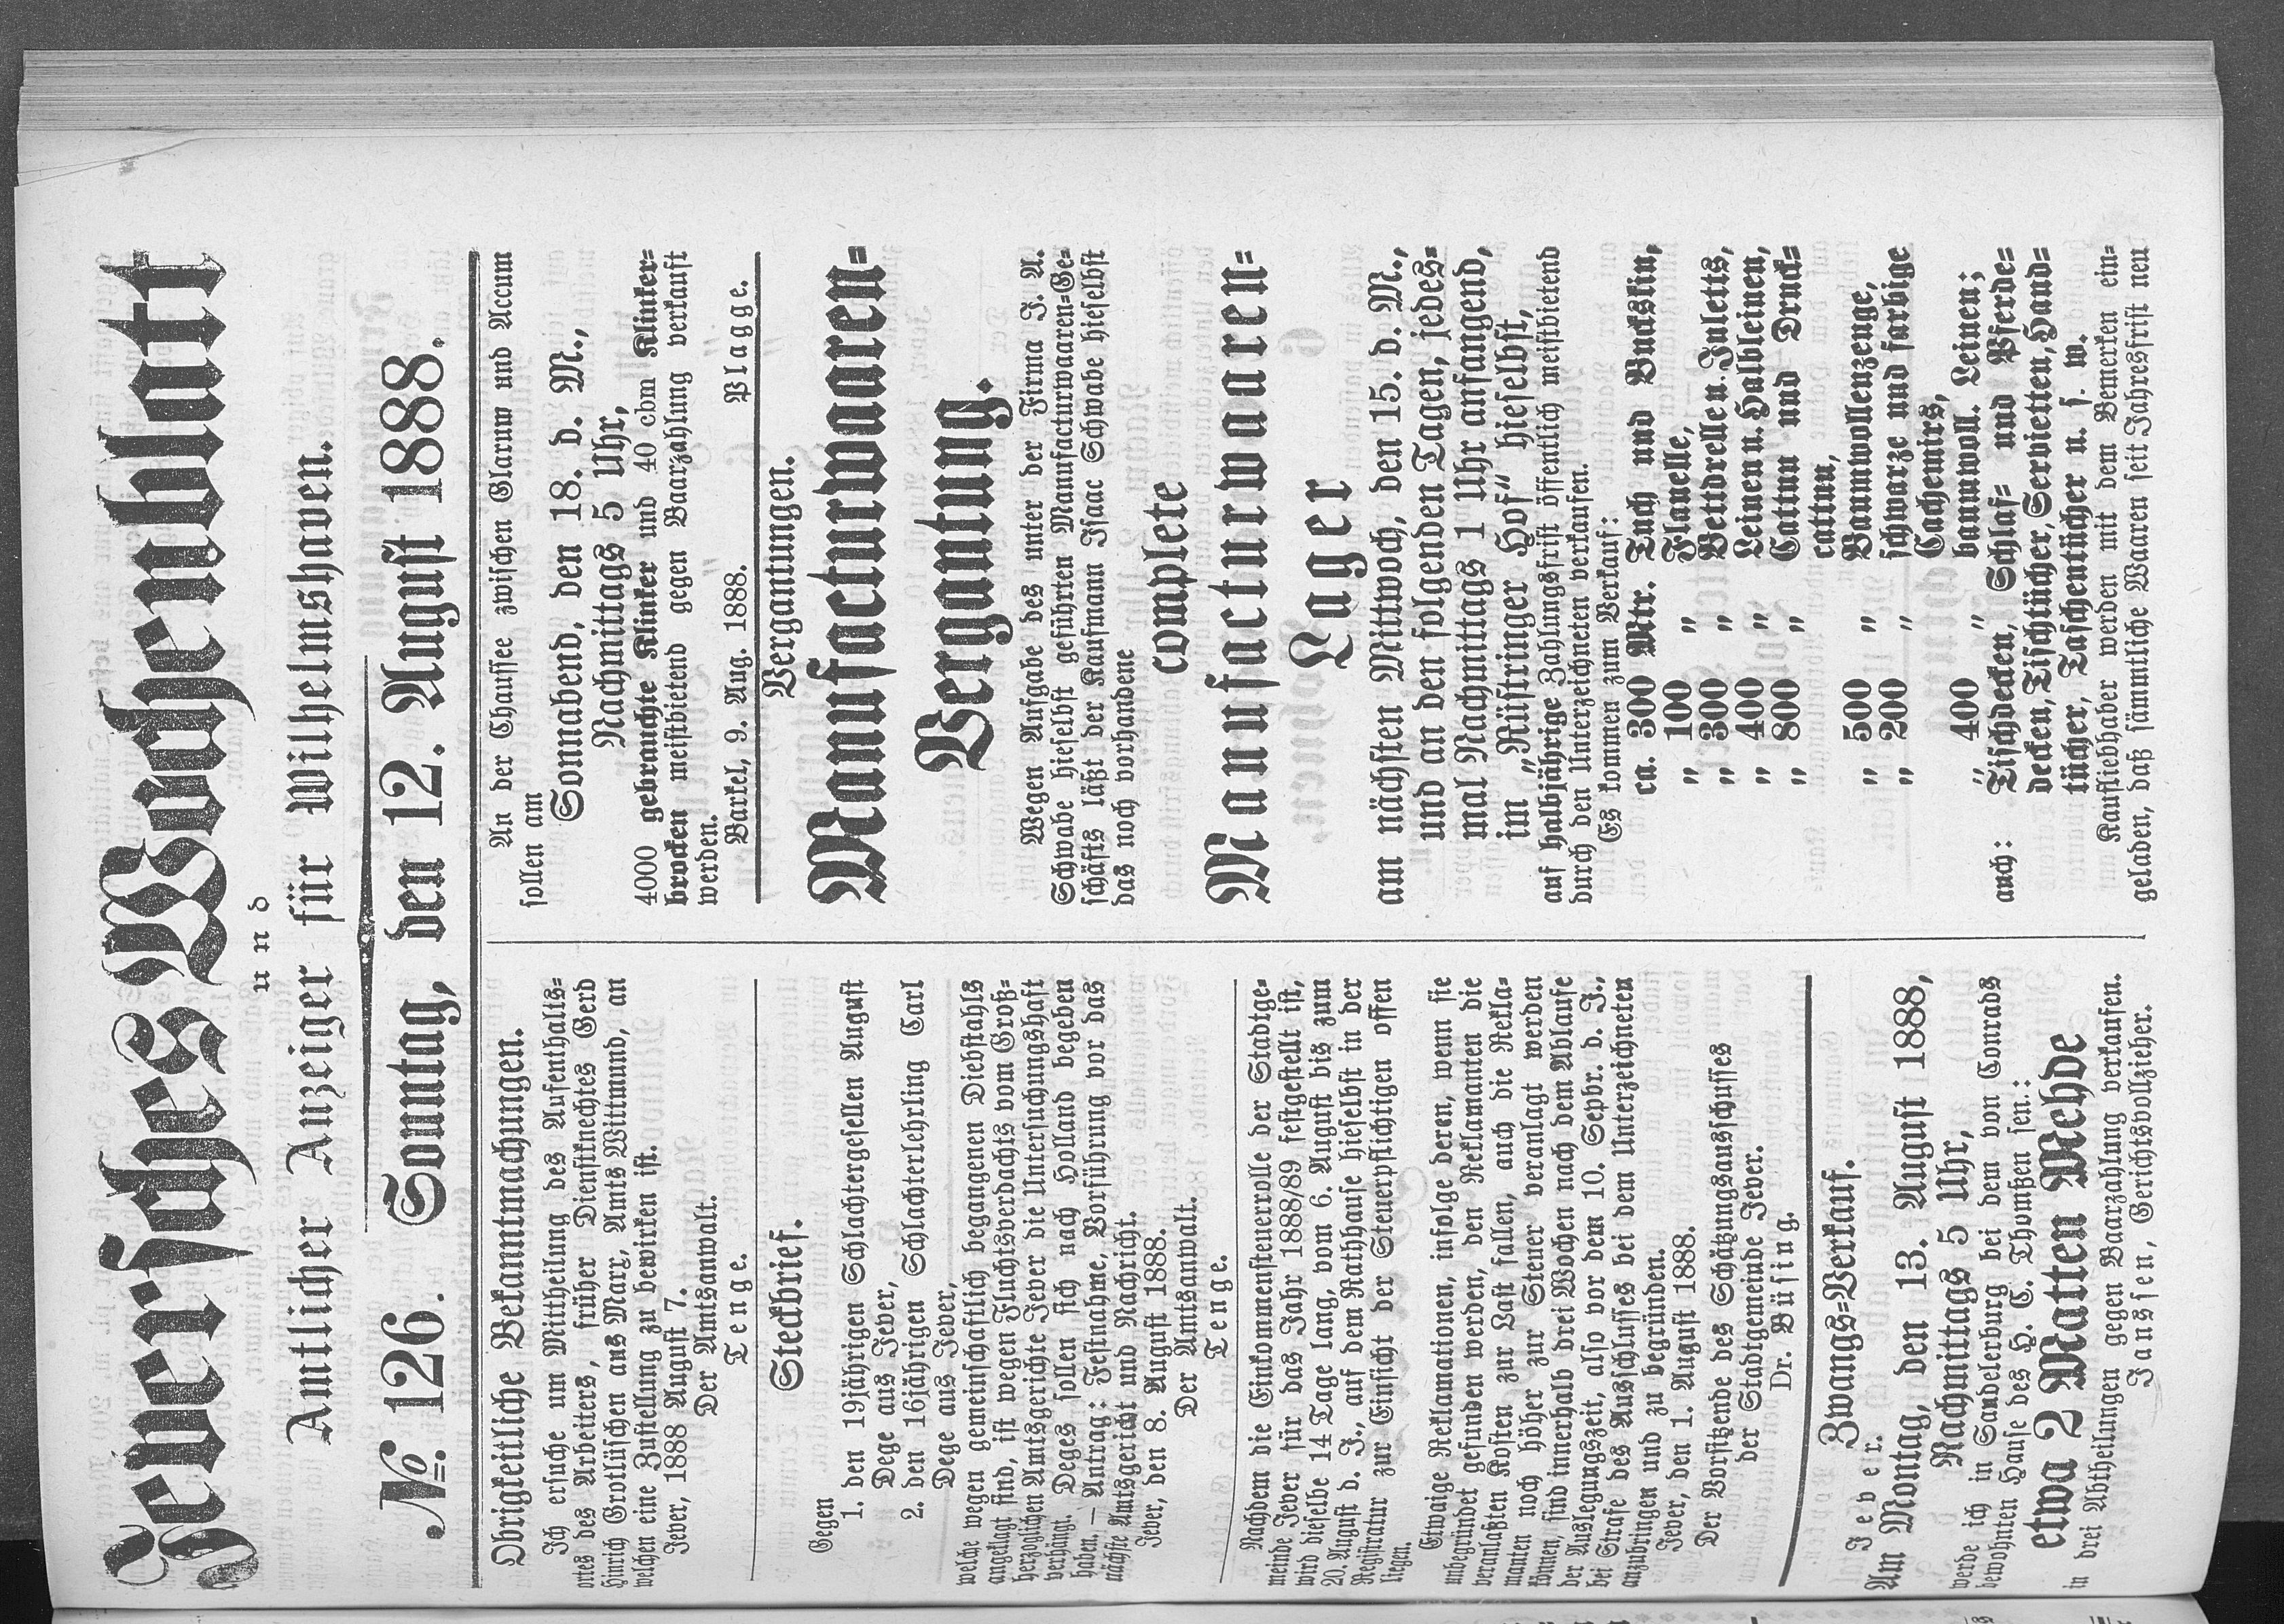 Jeversches Wochenblatt
und
Amtlicher Anzeiger für Wilhelmshaven.
№ 126. Sonntag, den 12. August 1888.
Obrigkeitliche Bekanntmachungen.
Ich ersuche um Mittheilung des Aufenthalts-
ortes des Arbeiters, früher Dienstknechtes Gerd
Hinrich Grotlüschen aus Marx, Amts Wittmund, an
welchen eine Zustellung zu bewirken ist.
Jever, 1888 August 7.
Der Amtsanwalt.
Tenge.
Steckbrief.
Gegen
1. den 19jährigen Schlachtergesellen August
Dege aus Jever,
2. den 16jährigen Schlachterlehrling Carl
Dege aus Jever,
welche wegen gemeinschaftlich begangenen Diebstahls
angeklagt sind, ist wegen Fluchtsverdachts vom Groß-
herzoglichen Amtsgerichte Jever die Untersuchungshaft
verhängt. Deges sollen sich nach Holland begeben
haben. — Antrag: Festnahme, Vorführung vor das
nächste Amtsgericht und Nachricht.
Jever, den 8. August 1888.
Der Amtsanwalt.
Tenge.
Nachdem die Einkommensteuerrolle der Stadtge-
meinde Jever für das Jahr 1888/89 festgestellt ist,
wird dieselbe 14 Tage lang, vom 6. August bis zum
20. August d. J., auf dem Rathhause hieselbst in der
Registratur zur Einsicht der Steuerpflichtigen offen
liegen.
Etwaige Reklamationen, infolge deren, wenn sie
unbegründet gefunden werden, den Reklamanten die
veranlaßten Kosten zur Last fallen, auch die Rekla-
manten noch höher zur Steuer veranlagt werden
können, sind innerhalb drei Wochen nach dem Ablaufe
der Auslegungszeit, also vor dem 10. Sepbr. d. J.,
bei Strafe des Ausschlusses bei dem Unterzeichneten
anzubringen und zu begründen.
Jever, den 1. August 1888.
Der Vorsitzende des Schätzungsausschusses
der Stadtgemeinde Jever.
Dr. Büsing.
Zwangs-Verkauf.
Jever.
Am Montag, den 13. August 1888,
Nachmittags 5 Uhr,
werde ich in Sandelerburg bei dem von Conrads
bewohnten Hause des H. C. Thomßen sen.:
etwa 2 Matten Mehde
in drei Abtheilungen gegen Baarzahlung verkaufen.
Janssen, Gerichtsvollzieher.
An der Chaussee zwischen Glarum und Accum
sollen am
Sonnabend, den 18. d. M.,
Nachmittags 5 Uhr,
4000 gebrauchte Klinker und 40 cbm Klinker-
brocken meistbietend gegen Baarzahlung verkauft
werden.
Barkel, 9. Aug. 1888. Plagge.
Vergantungen.
Manufacturwaaren-
Vergantung.
Wegen Aufgabe des unter der Firma J. A.
Schwabe hieselbst geführten Manufacturwaaren-Ge-
schäfts läßt der Kaufmann Isaac Schwabe hieselbst
das noch vorhandene
complete
Manufacturwaaren-
Lager
am nächsten Mittwoch, den 15. d. M.,
und an den folgenden Tagen, jedes-
mal Nachmittags 1 Uhr anfangend,
in „Rüstringer Hof“ hieselbst,
auf halbjährige Zahlungsfrist öffentlich meistbietend
durch den Unterzeichneten verkaufen.
Es kommen zum Verkauf:
ca. 300 Mtr. Tuch und Buckskin,
„ 100 „ Flanelle,
„ 300 „ Bettdrellen. Inletts,
„ 400 „ Leinen u. Halbleinen,
„ 800 „ Cattun und Druck-
cattun,
„ 500 „ Baumwollenzeuge,
„ 200 „ schwarze und farbige
Cachemirs,
„ 400 „ baumwoll. Leinen;
auch: Tischdecken, Schlaf- und Pferde-
decken, Tischtücher, Servietten, Hand-
tücher, Taschentücher u. s. w.
Kaufliebhaber werden mit dem Bemerken ein-
geladen, daß sämmtliche Waaren seit Jahresfrist neu